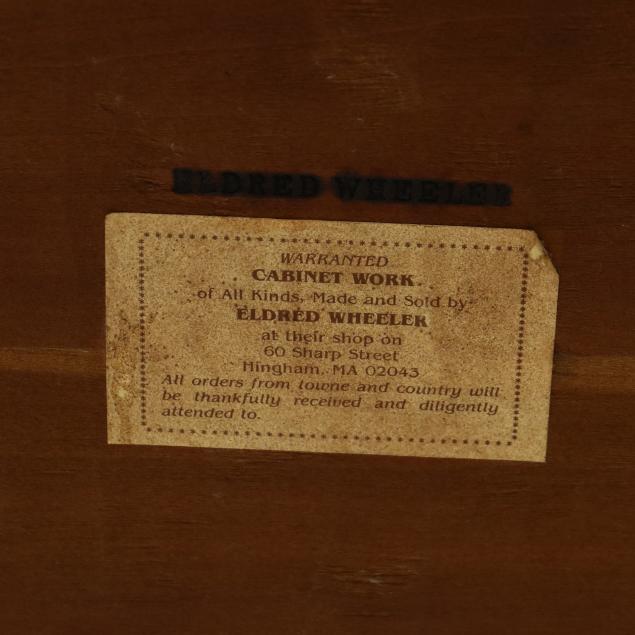 ELDRED WHEELER
WARRANTED
CABINET WORK
of All Kinds, Made and Sold by
ELDRED WHEELER
at their shop on
60 Sharp Street
Hingham, MA 02043
All orders from towne and country will
be thankfully received and diligently
attended to.